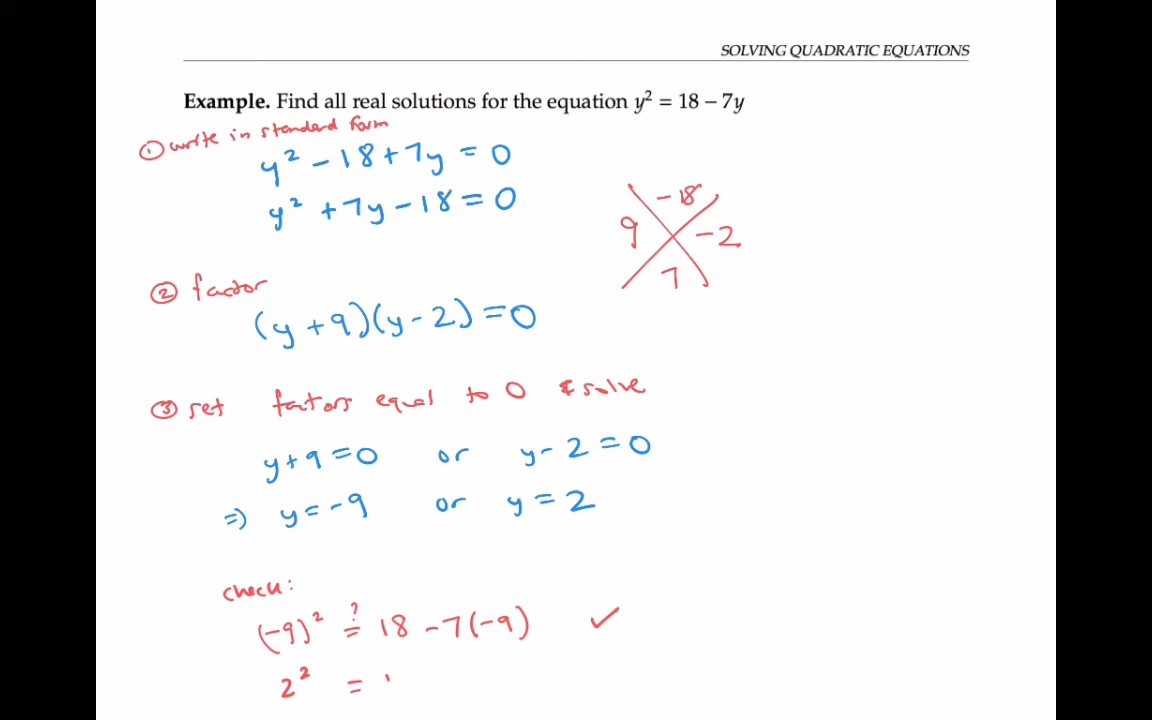 SOLVING QUADRATIC EQUATIONS
Example. Find all real solutions for the equation y² = 18 – 7y
① write in standard form
y² - 18 + 7y = 0
y² + 7y - 18 = 0
-18
9 -2
7
② factor
(y + 9)(y - 2) = 0
③ set factors equal to 0 & solve
y + 9 = 0 or y - 2 = 0
⇒ y = -9 or y = 2
check:
(-9)² ≟ 18 - 7(-9) ✓
2² =